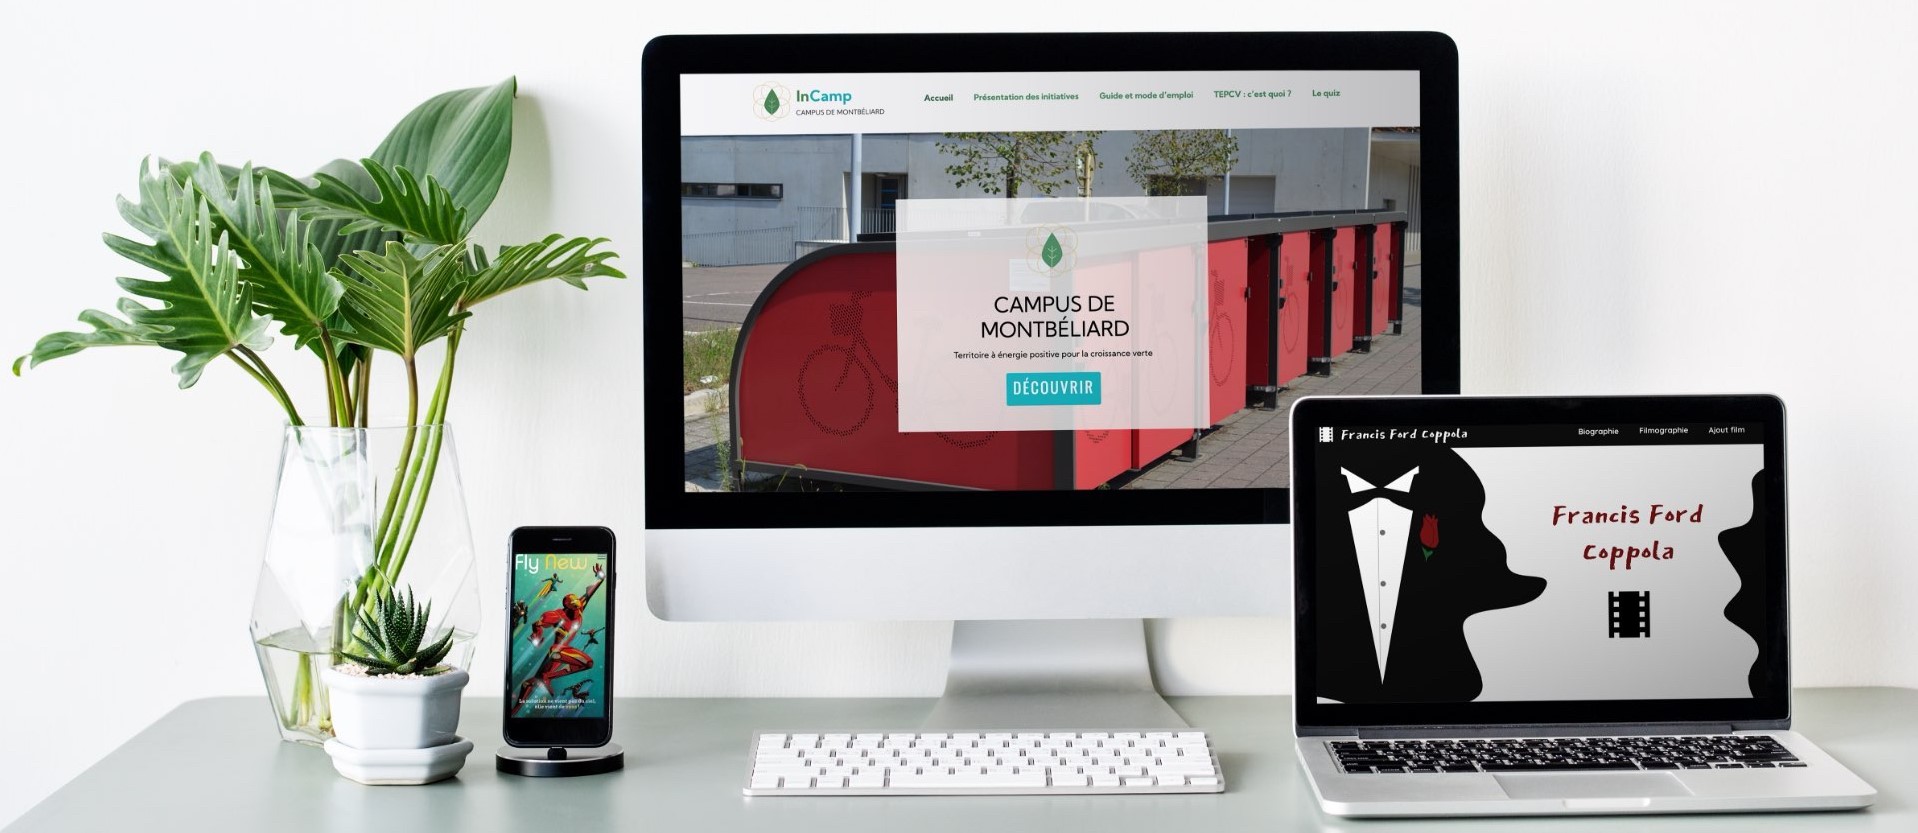 InCamp
CAMPUS DE MONTBÉLIARD
Accueil
Présentation des initiatives
Guide et mode d'emploi
TEPCV : c'est quoi ?
Le quiz
CAMPUS DE
MONTBÉLIARD
Territoire à énergie positive pour la croissance verte
DÉCOUVRIR
Francis Ford Coppola
Biographie
Filmographie
Ajout film
Francis Ford
Coppola
Fly New